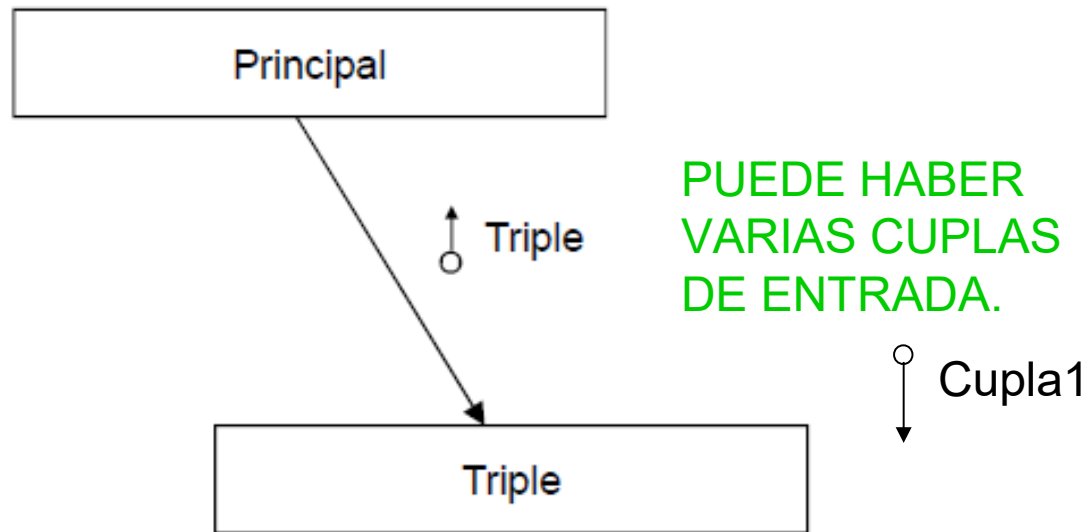 Principal
Triple
PUEDE HABER
VARIAS CUPLAS
DE ENTRADA.
Cupla1
Triple